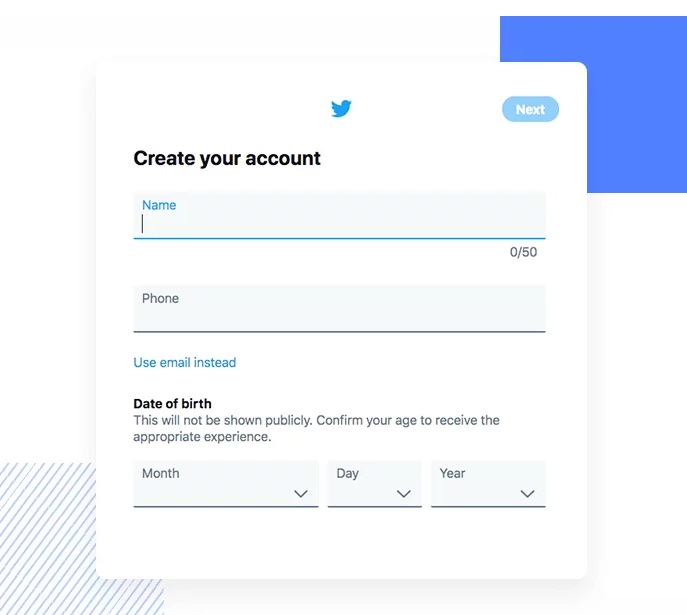 Next
Create your account
Name
0/50
Phone
Use email instead
Date of birth
This will not be shown publicly. Confirm your age to receive the
appropriate experience.
Month Day Year